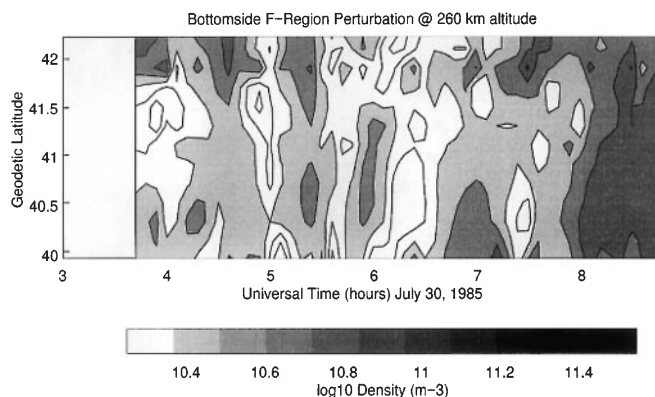 Bottomside F-Region Perturbation @ 260 km altitude
Geodetic Latitude
42
41.5
41
40.5
40
3 4 5 6 7 8
Universal Time (hours) July 30, 1985
10.4 10.6 10.8 11 11.2 11.4
log10 Density (m-3)